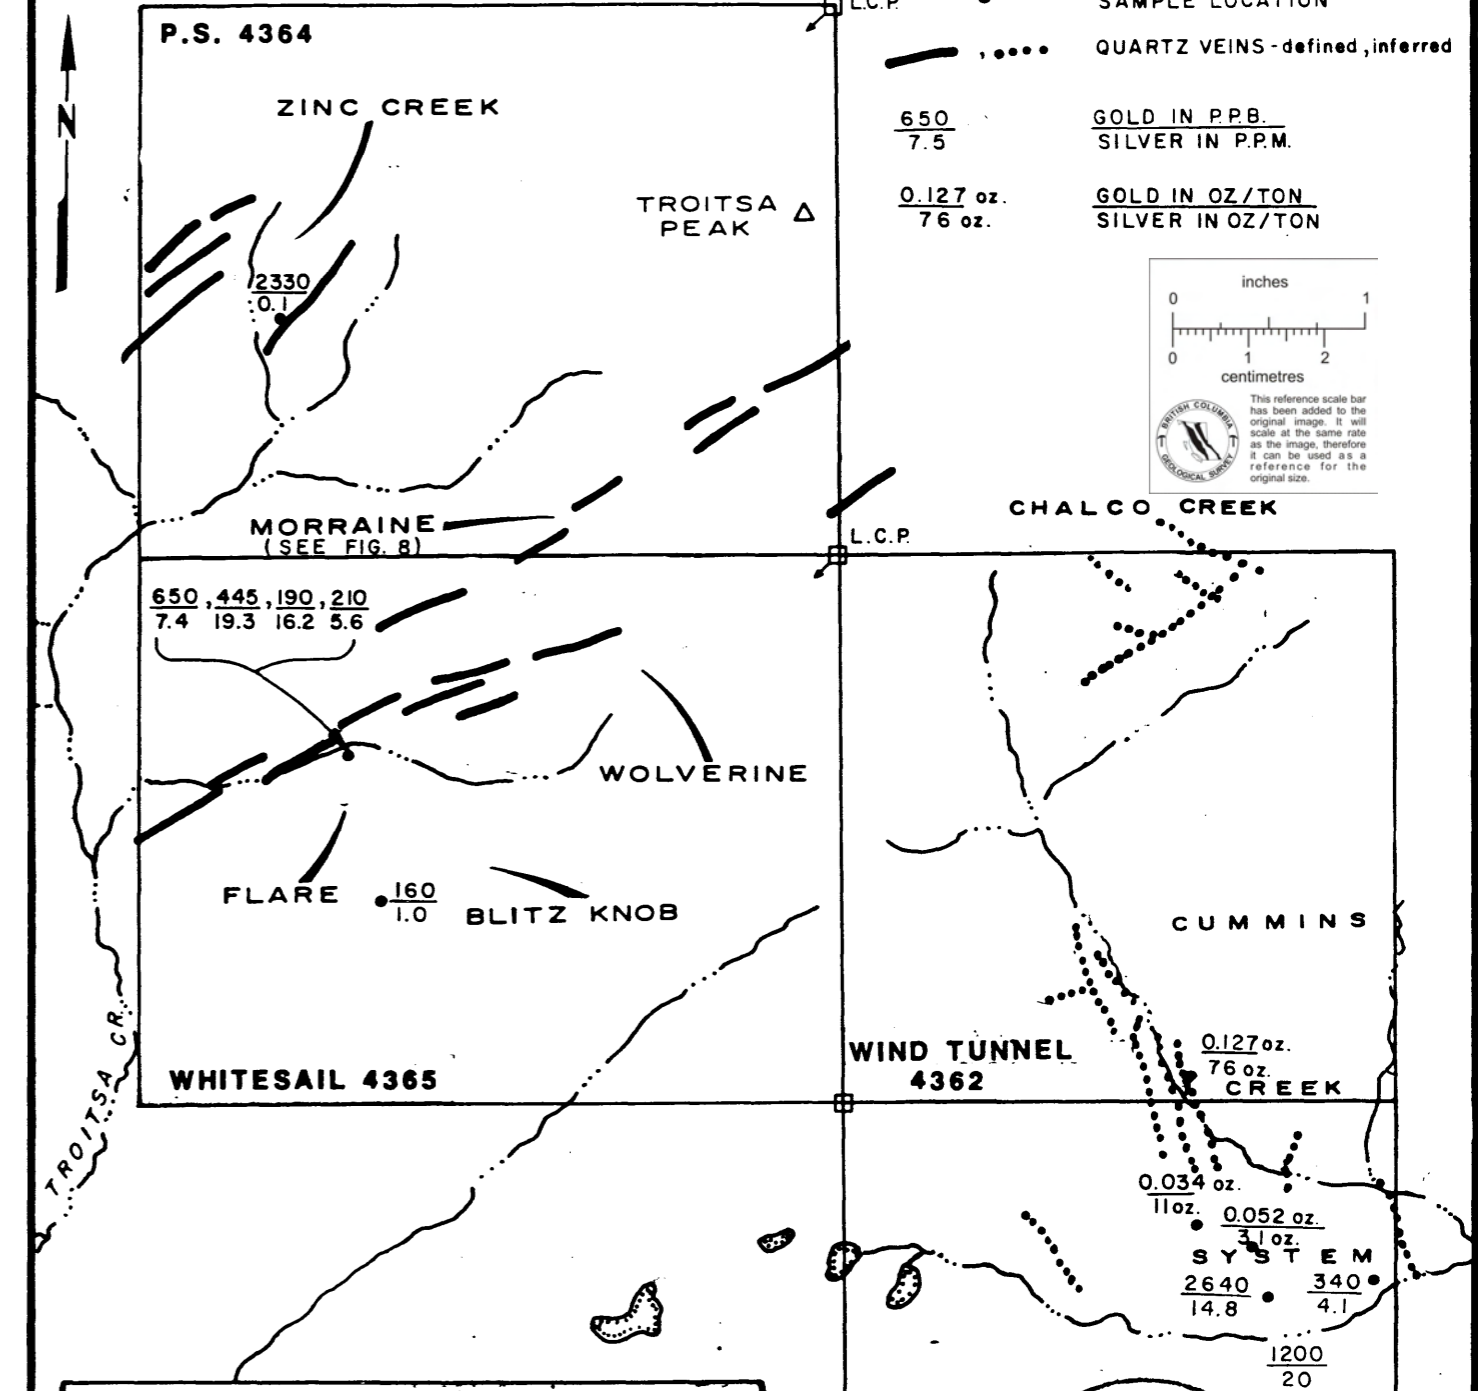 L.C.P.
SAMPLE LOCATION
P.S. 4364
QUARTZ VEINS - defined, inferred
ZINC CREEK
N
650
7.5
GOLD IN P.P.B.
SILVER IN P.P.M.
TROITSA
PEAK
0.127 oz.
76 oz.
GOLD IN OZ/TON
SILVER IN OZ/TON
2330
0.1
inches
0 1
0 1 2
centimetres
BRITISH COLUMBIA
GEOLOGICAL SURVEY
This reference scale bar
has been added to the
original image. It will
scale at the same rate
as the image, therefore
it can be used as a
reference for the
original size.
CHALCO CREEK
MORRAINE
(SEE FIG. 8)
L.C.P.
650, 445, 190, 210
7.4 19.3 16.2 5.6
WOLVERINE
FLARE
160
1.0
BLITZ KNOB
CUMMINS
TROITSA CR.
WHITESAIL 4365
WIND TUNNEL
4362
0.127 oz.
76 oz.
CREEK
0.034 oz.
11 oz.
0.052 oz.
3.1 oz.
SYSTEM
2640
14.8
340
4.1
1200
20